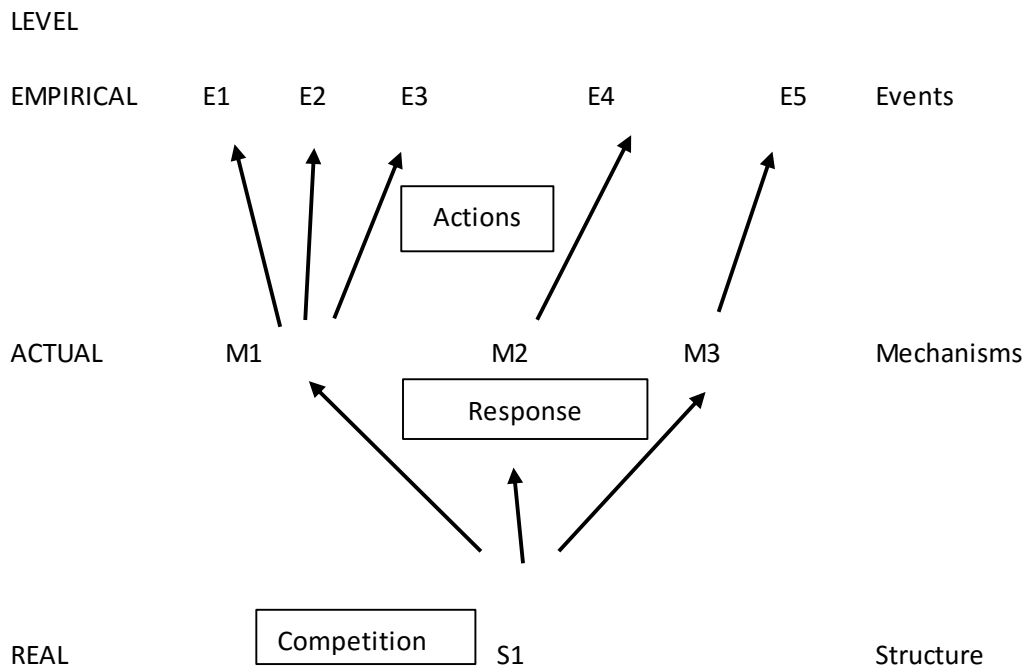 LEVEL
EMPIRICAL E1 E2 E3 E4 E5 Events
Actions
ACTUAL M1 M2 M3 Mechanisms
Response
Competition
REAL S1 Structure